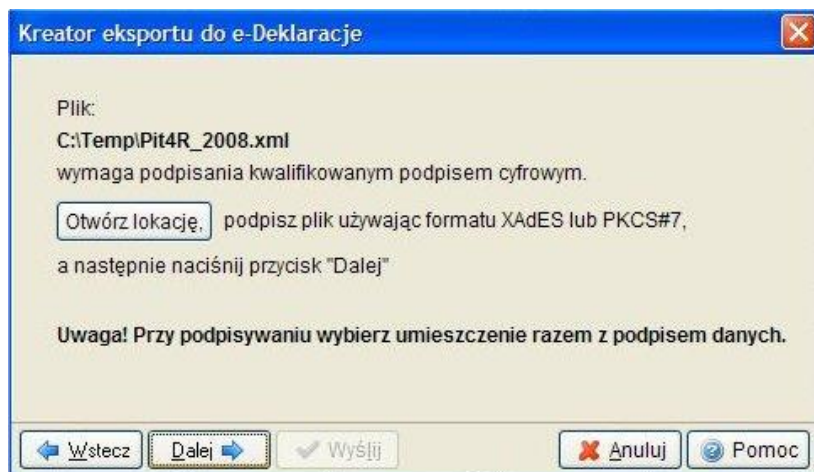 Kreator eksportu do e-Deklaracje
Plik:
C:\Temp\Pit4R_2008.xml
wymaga podpisania kwalifikowanym podpisem cyfrowym.
Otwórz lokację, podpisz plik używając formatu XAdES lub PKCS#7,
a następnie naciśnij przycisk "Dalej"
Uwaga! Przy podpisywaniu wybierz umieszczenie razem z podpisem danych.
Wstecz Dalej Wyślij Anuluj Pomoc